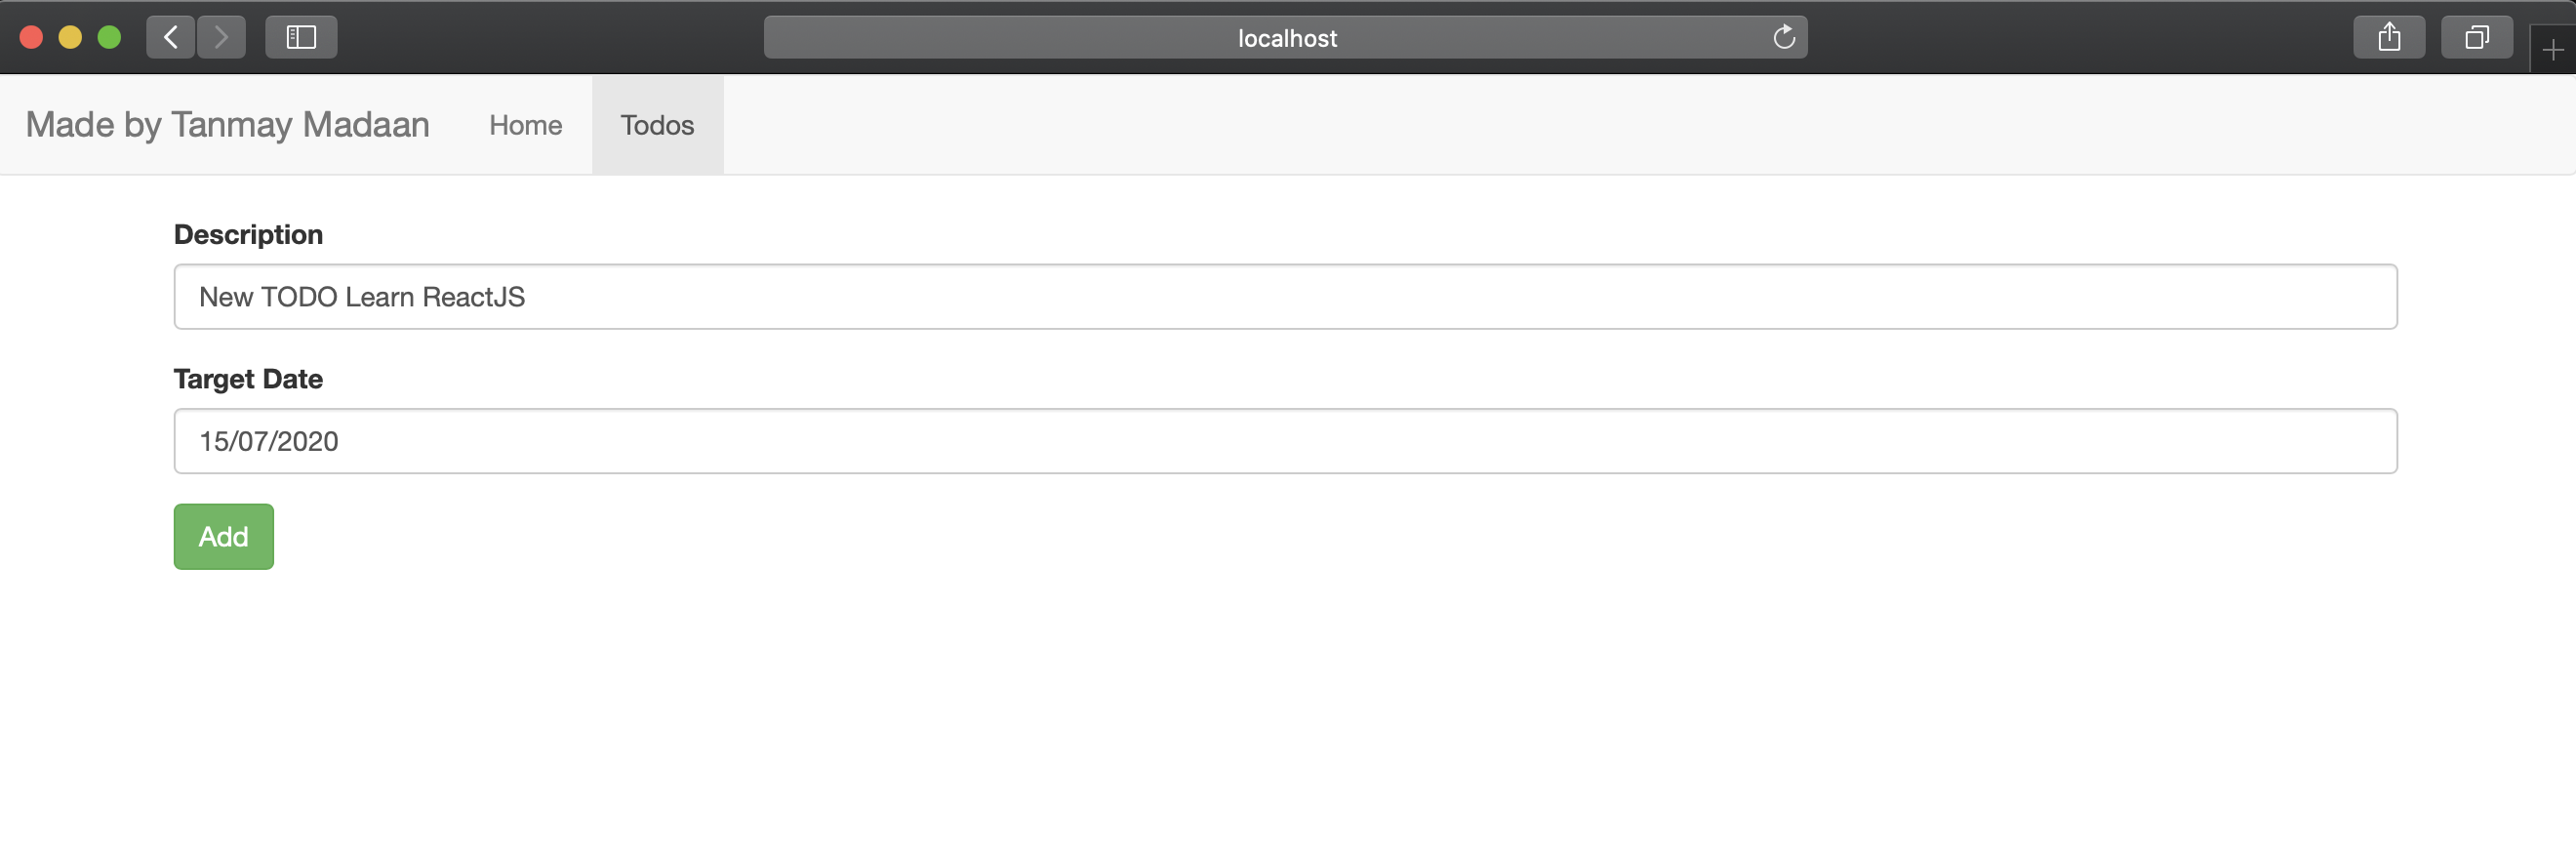 localhost
Made by Tanmay Madaan Home Todos
Description
New TODO Learn ReactJS
Target Date
15/07/2020
Add